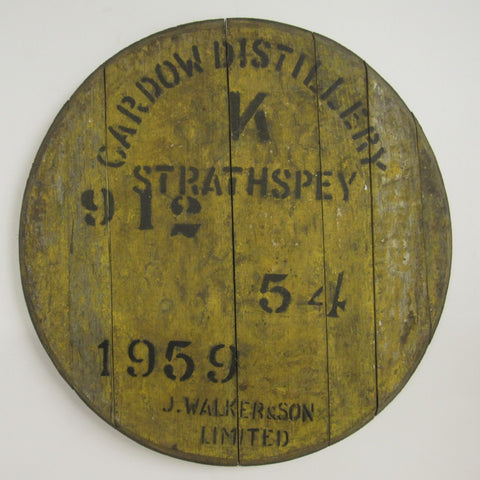 CARDOW DISTILLERY
K
STRATHSPEY
912
54
1959
J. WALKER & SON
LIMITED